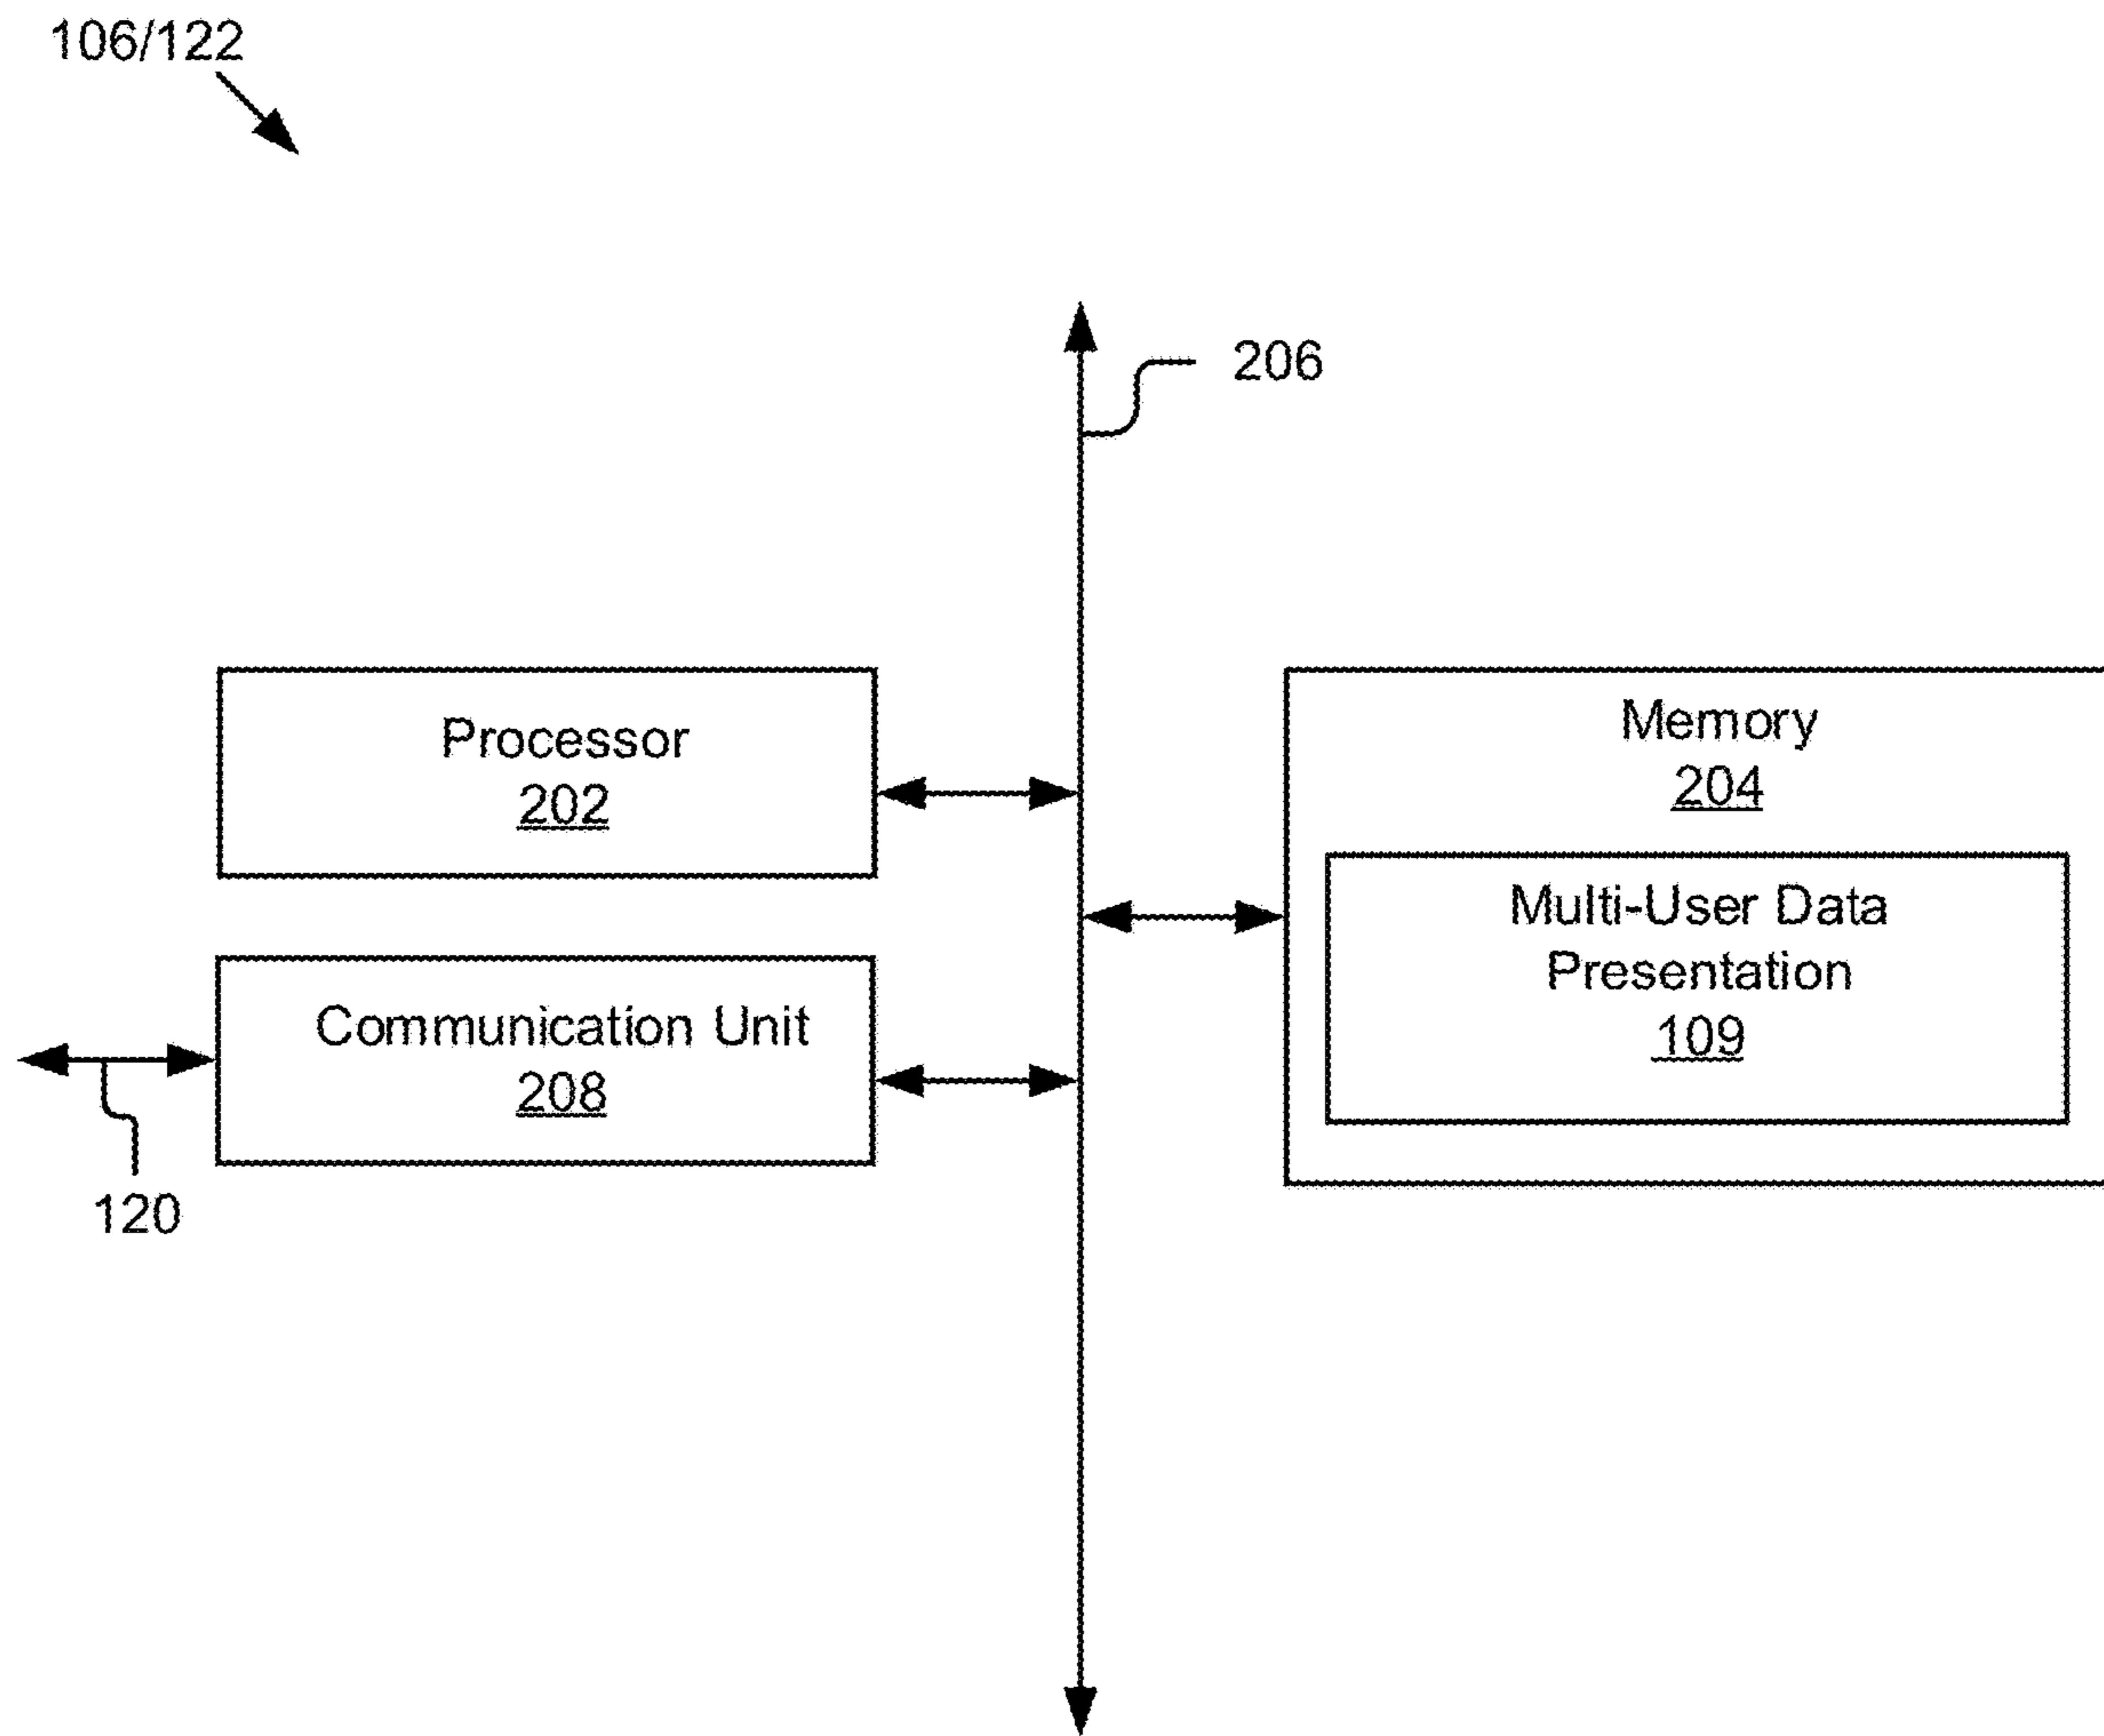 106/122
206
Processor
202
Memory
204
Multi-User Data
Presentation
109
Communication Unit
208
120